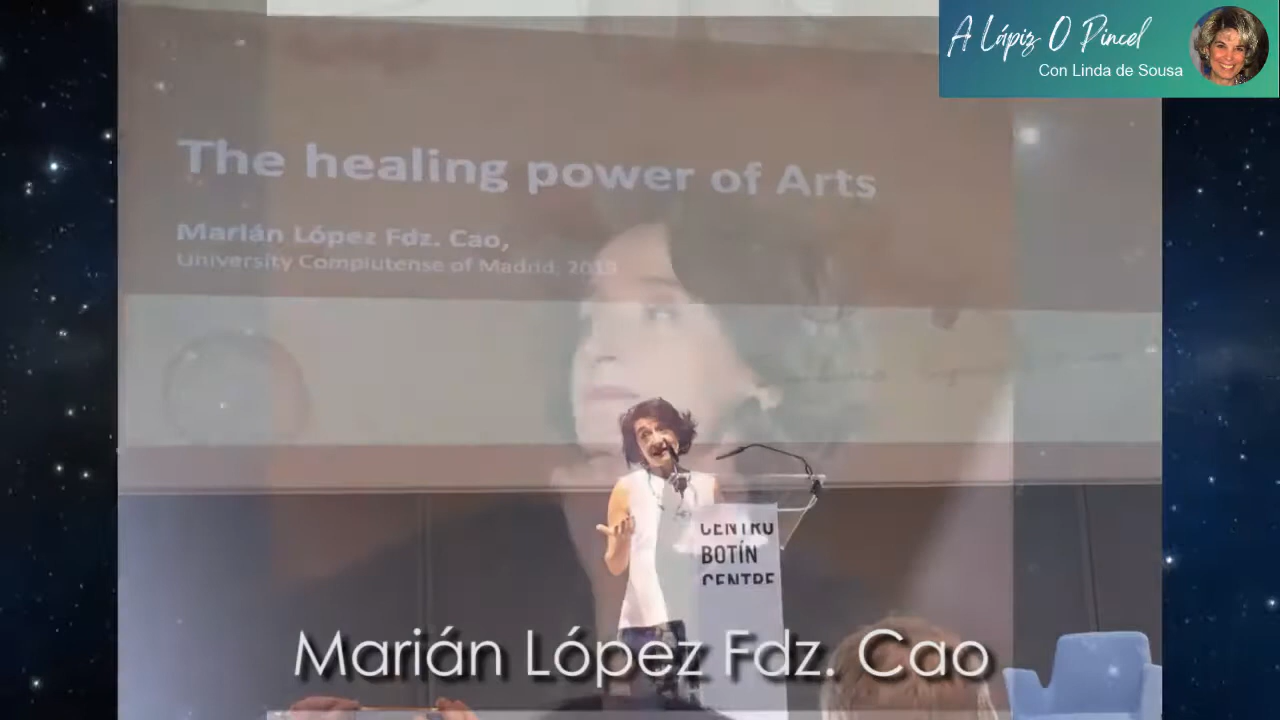 A Lápiz O Pincel
Con Linda de Sousa
The healing power of Arts
Marián López Fdz. Cao,
University Complutense of Madrid, 2019
CENTRO
BOTÍN
CENTRE
Marián López Fdz. Cao